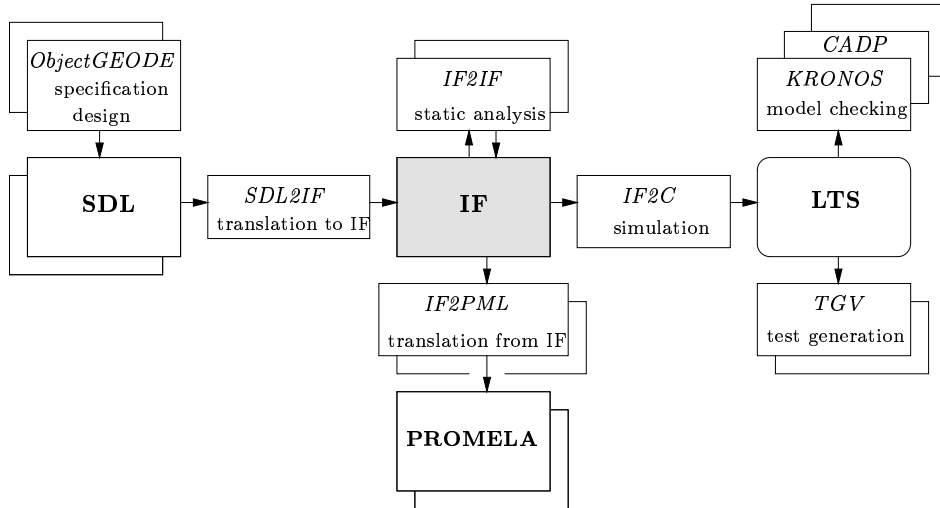 ObjectGEODE
specification
design
IF2IF
static analysis
CADP
KRONOS
model checking
SDL
SDL2IF
translation to IF
IF
IF2C
simulation
LTS
IF2PML
translation from IF
TGV
test generation
PROMELA